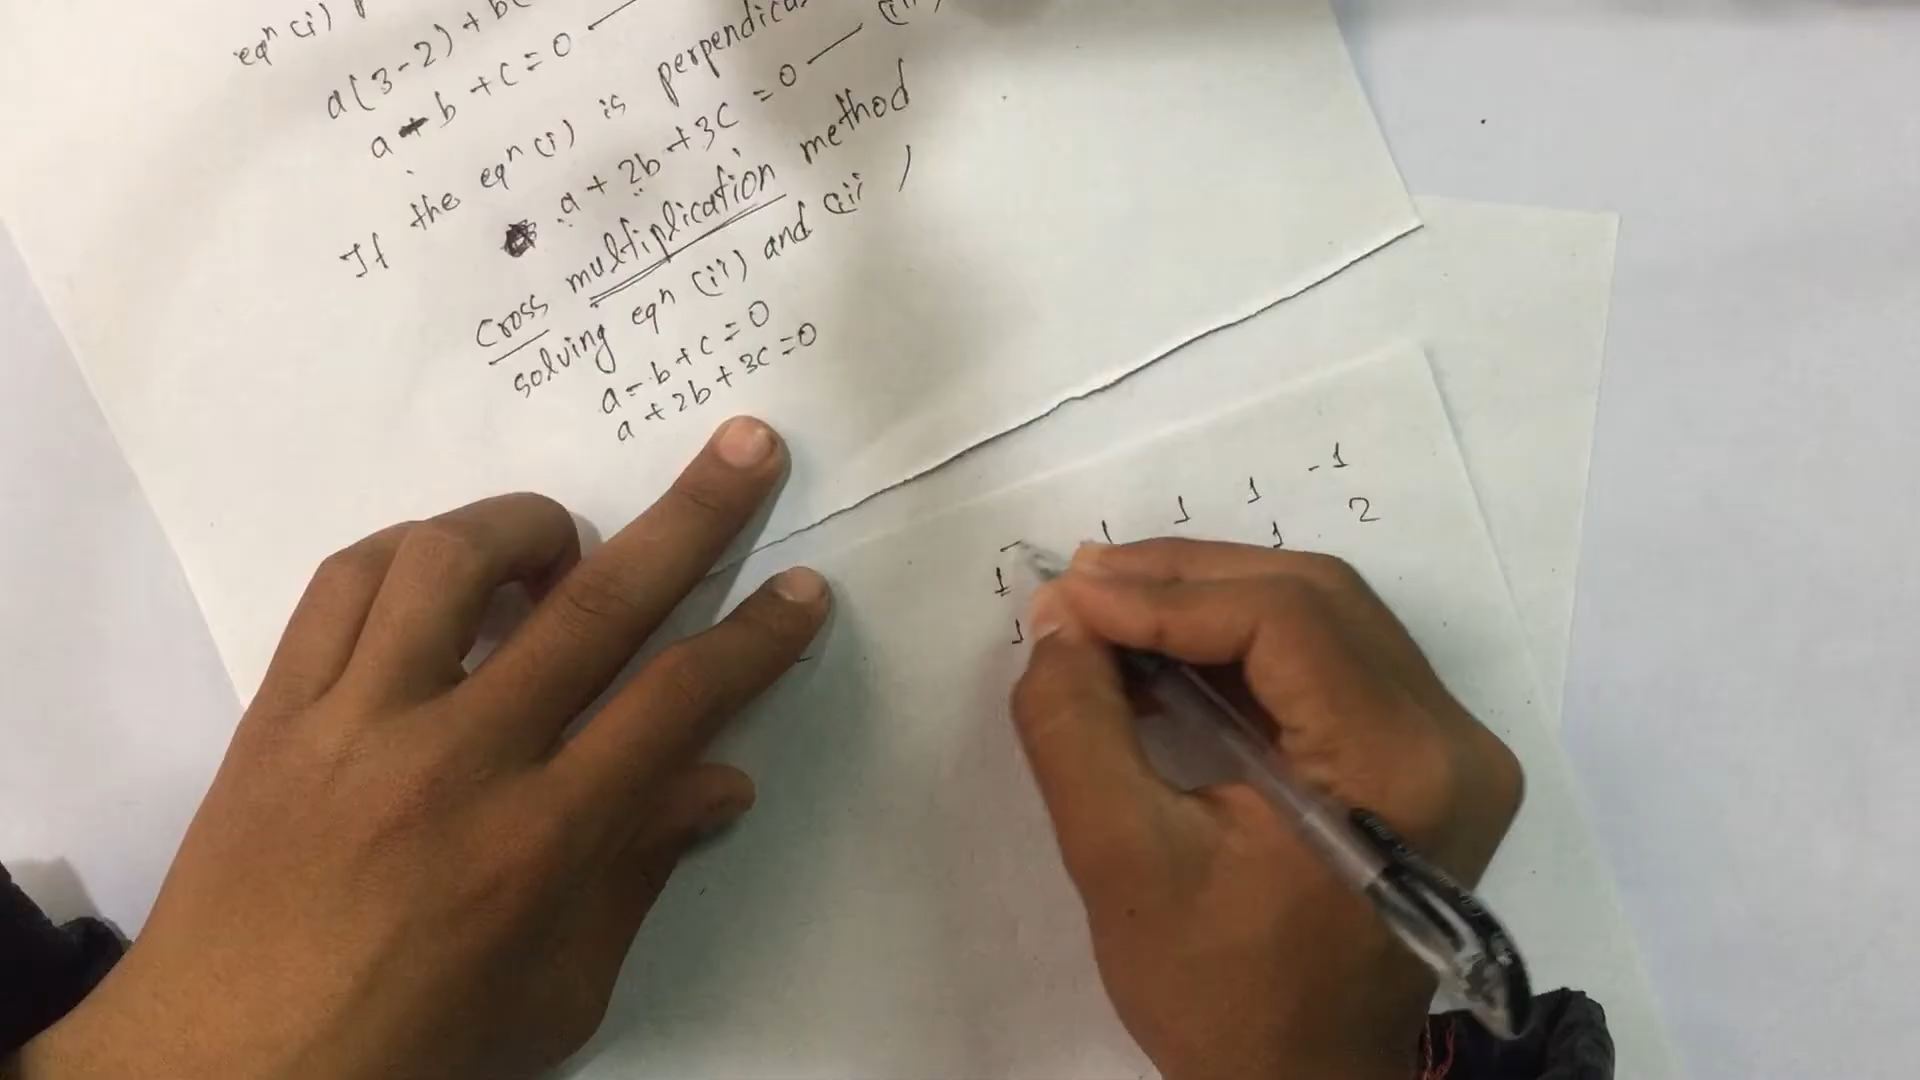 eqⁿ (i)
a(3-2) + b(
a - b + c = 0
If the eqⁿ (i) is
a + 2b + 3c = 0
Cross multiplication method
solving eqⁿ (ii) and (iii)
a - b + c = 0
a + 2b + 3c = 0
1 1 1 -1
1 1 2
1